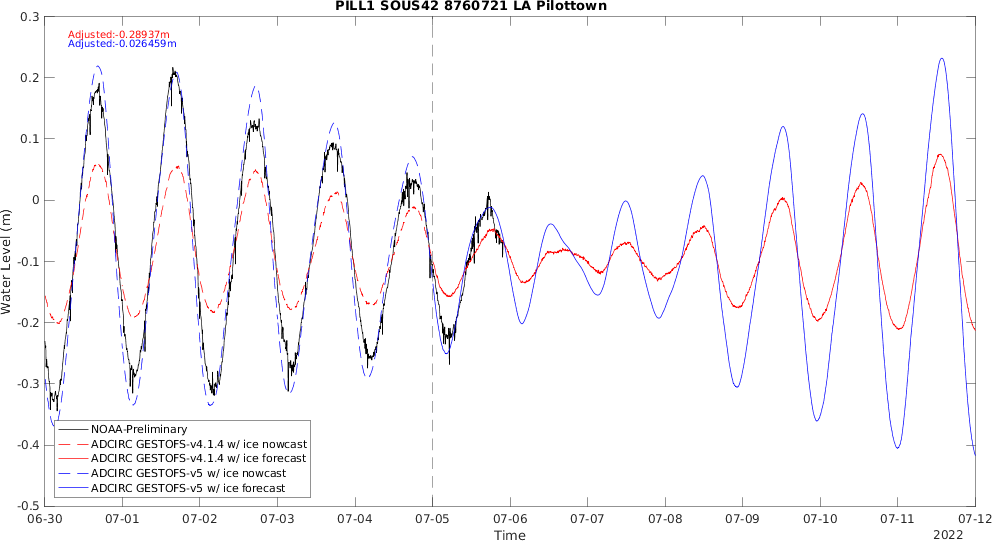 PILL1 SOUS42 8760721 LA Pilottown
Adjusted:-0.28937m
Adjusted:-0.026459m
0.3
0.2
0.1
0
-0.1
-0.2
-0.3
-0.4
-0.5
Water Level (m)
NOAA-Preliminary
ADCIRC GESTOFS-v4.1.4 w/ ice nowcast
ADCIRC GESTOFS-v4.1.4 w/ ice forecast
ADCIRC GESTOFS-v5 w/ ice nowcast
ADCIRC GESTOFS-v5 w/ ice forecast
06-30 07-01 07-02 07-03 07-04 07-05 07-06 07-07 07-08 07-09 07-10 07-11 07-12
Time
2022